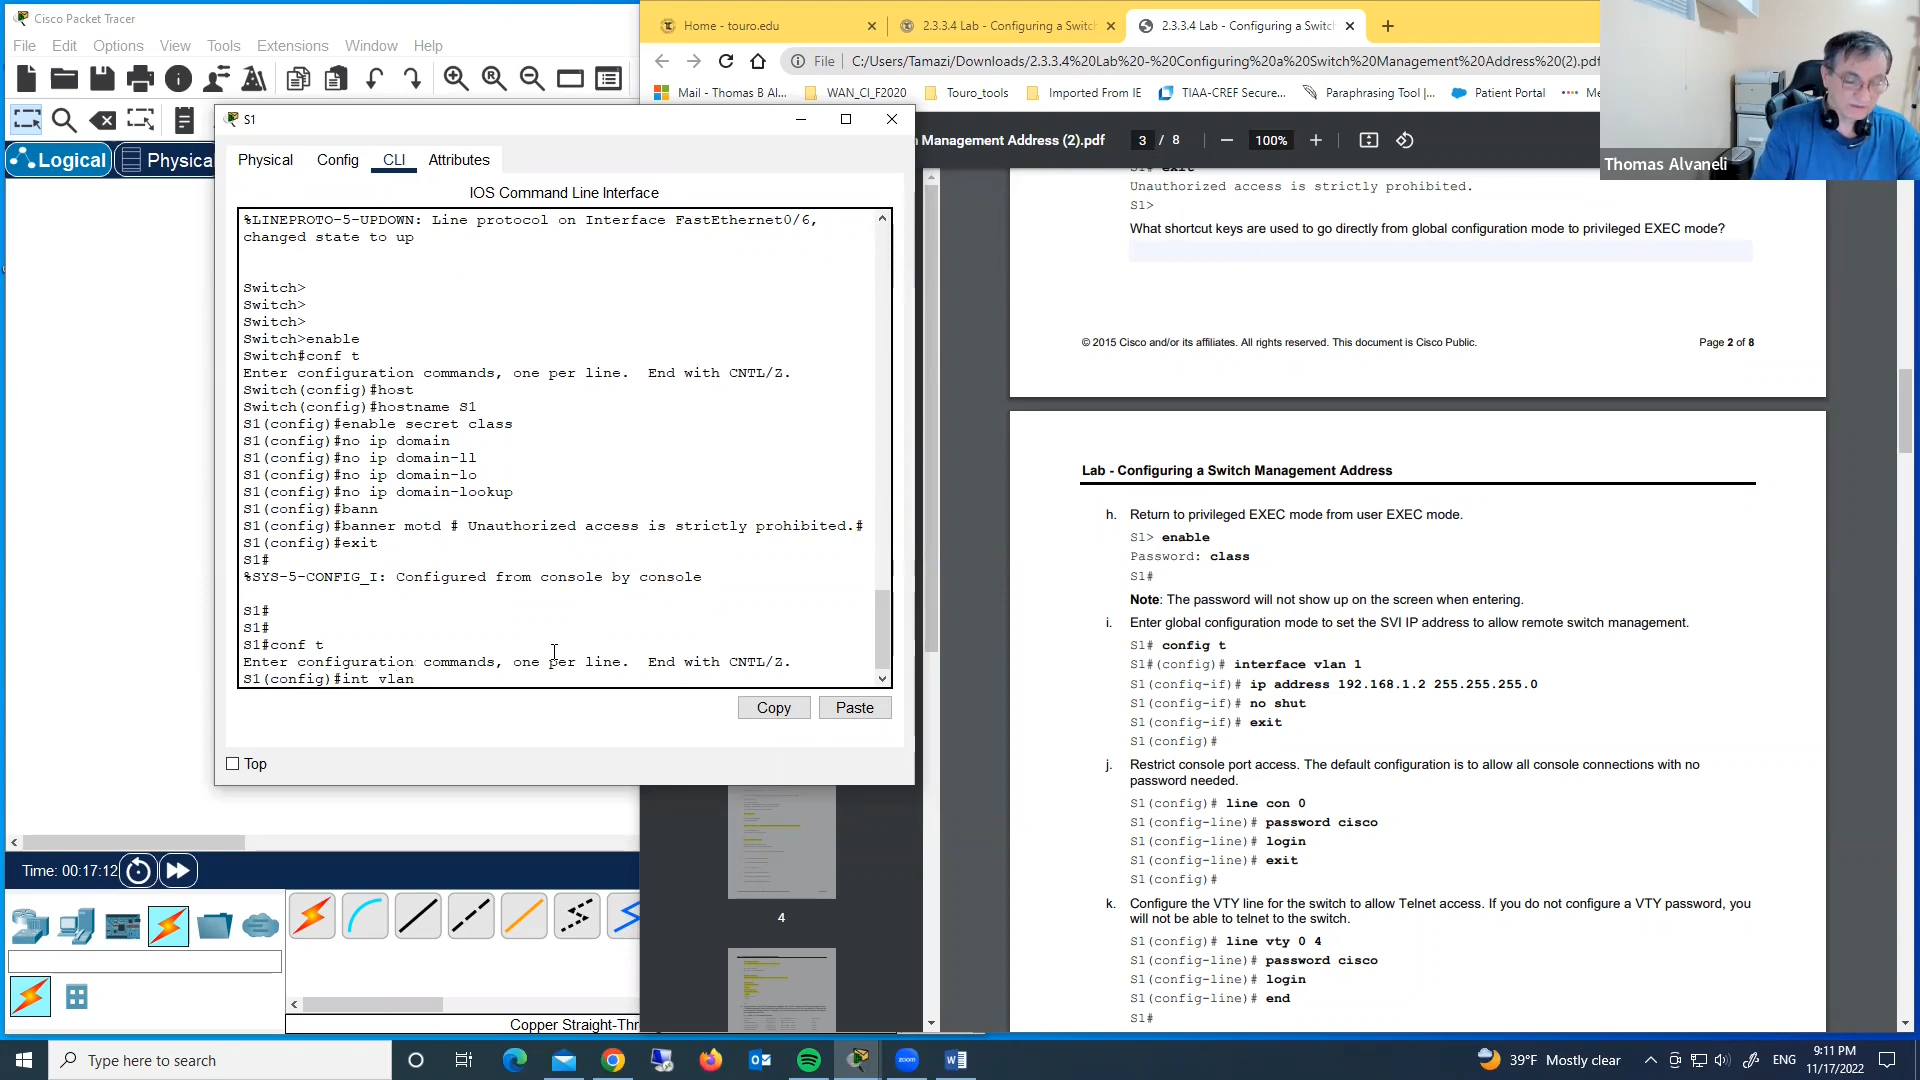 Cisco Packet Tracer
File Edit Options View Tools Extensions Window Help
Logical
Physical
S1
Physical Config CLI Attributes
IOS Command Line Interface
%LINEPROTO-5-UPDOWN: Line protocol on Interface FastEthernet0/6,
changed state to up
Switch>
Switch>
Switch>
Switch>enable
Switch#conf t
Enter configuration commands, one per line. End with CNTL/Z.
Switch(config)#host
Switch(config)#hostname S1
S1(config)#enable secret class
S1(config)#no ip domain
S1(config)#no ip domain-ll
S1(config)#no ip domain-lo
S1(config)#no ip domain-lookup
S1(config)#bann
S1(config)#banner motd # Unauthorized access is strictly prohibited.#
S1(config)#exit
S1#
%SYS-5-CONFIG_I: Configured from console by console
S1#
S1#
S1#conf t
Enter configuration commands, one per line. End with CNTL/Z.
S1(config)#int vlan
Copy Paste
Top
Time: 00:17:12
Copper Straight-Thr
Home - touro.edu
2.3.3.4 Lab - Configuring a Switch
2.3.3.4 Lab - Configuring a Switch
File C:/Users/Tamazi/Downloads/2.3.3.4%20Lab%20-%20Configuring%20a%20Switch%20Management%20Address%20(2).pdf
Mail - Thomas B Al... WAN_CI_F2020 Touro_tools Imported From IE TIAA-CREF Secure... Paraphrasing Tool |... Patient Portal Me
h Management Address (2).pdf 3 / 8 100%
Thomas Alvaneli
S1# exit
Unauthorized access is strictly prohibited.
S1>
What shortcut keys are used to go directly from global configuration mode to privileged EXEC mode?
© 2015 Cisco and/or its affiliates. All rights reserved. This document is Cisco Public. Page 2 of 8
Lab - Configuring a Switch Management Address
h. Return to privileged EXEC mode from user EXEC mode.
S1> enable
Password: class
S1#
Note: The password will not show up on the screen when entering.
i. Enter global configuration mode to set the SVI IP address to allow remote switch management.
S1# config t
S1#(config)# interface vlan 1
S1(config-if)# ip address 192.168.1.2 255.255.255.0
S1(config-if)# no shut
S1(config-if)# exit
S1(config)#
j. Restrict console port access. The default configuration is to allow all console connections with no
password needed.
S1(config)# line con 0
S1(config-line)# password cisco
S1(config-line)# login
S1(config-line)# exit
S1(config)#
k. Configure the VTY line for the switch to allow Telnet access. If you do not configure a VTY password, you
will not be able to telnet to the switch.
S1(config)# line vty 0 4
S1(config-line)# password cisco
S1(config-line)# login
S1(config-line)# end
S1#
4
Type here to search
zoom
39°F Mostly clear
ENG
9:11 PM
11/17/2022